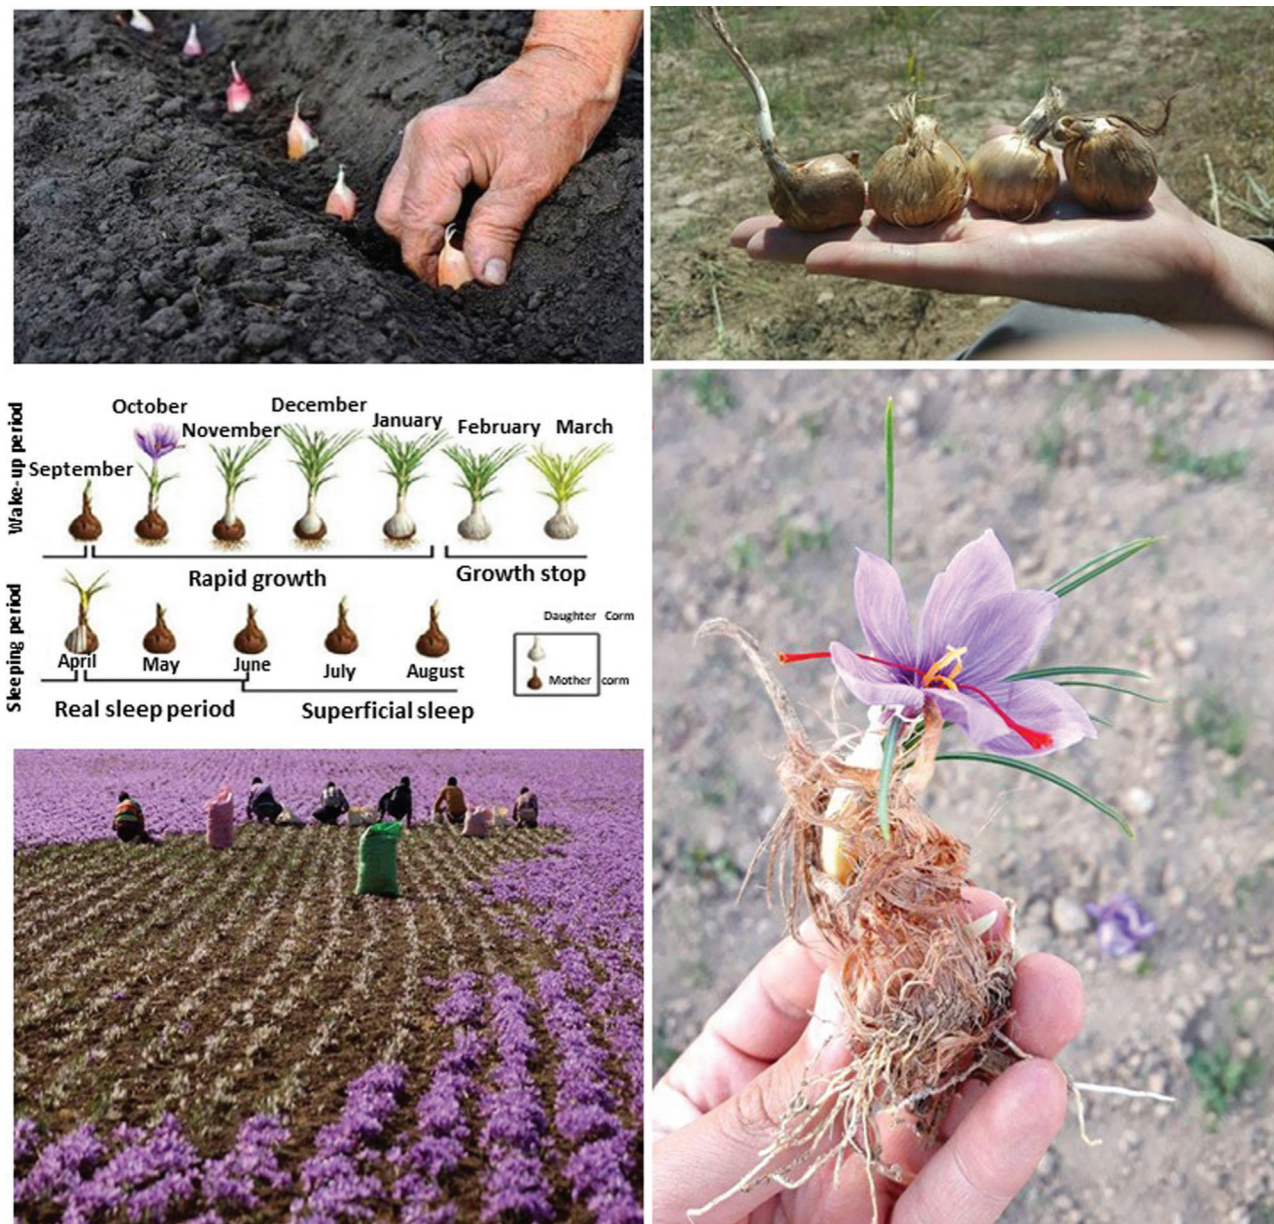 Wake-up period
October
December
November
January
February
March
September
Rapid growth
Growth stop
Sleeping period
April
May
June
July
August
Daughter Corm
Mother corm
Real sleep period
Superficial sleep